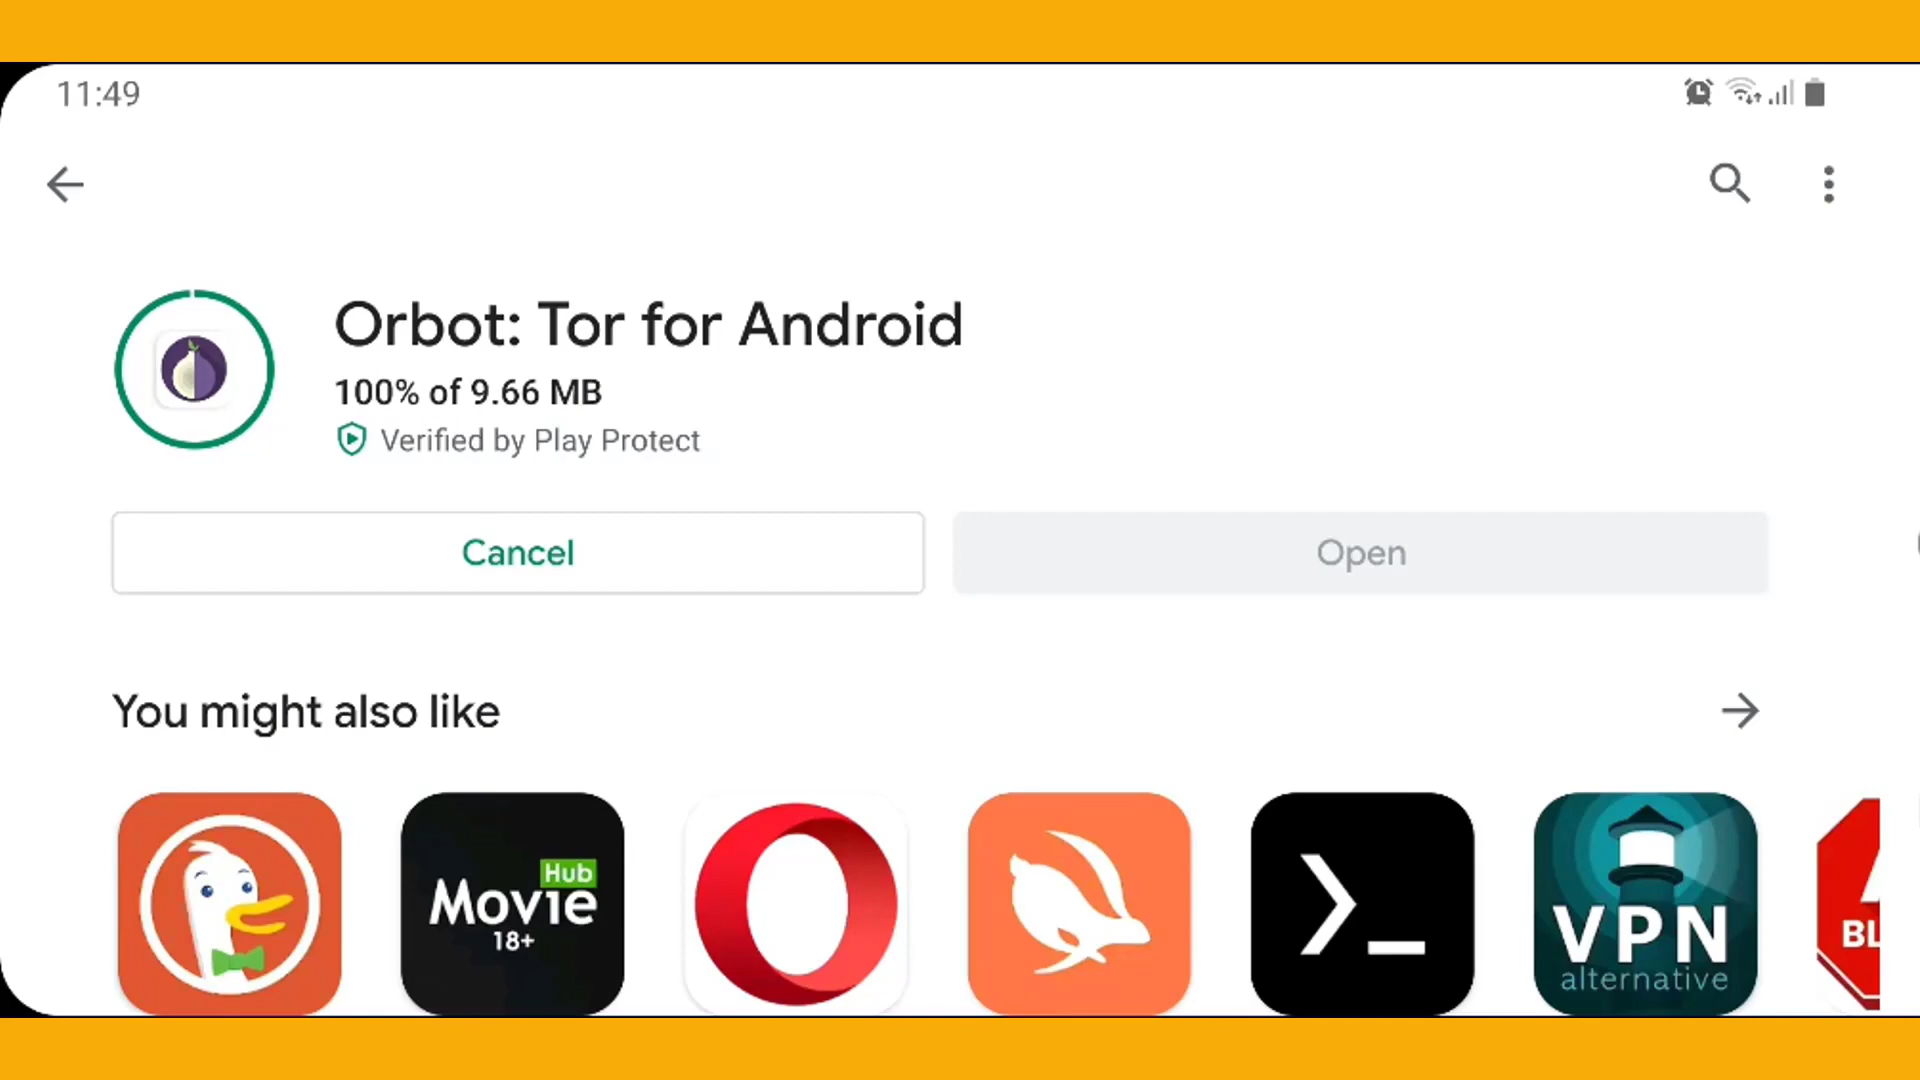 11:49
Orbot: Tor for Android
100% of 9.66 MB
Verified by Play Protect
Cancel
Open
You might also like
Hub
Movie
18+
VPN
alternative
BL